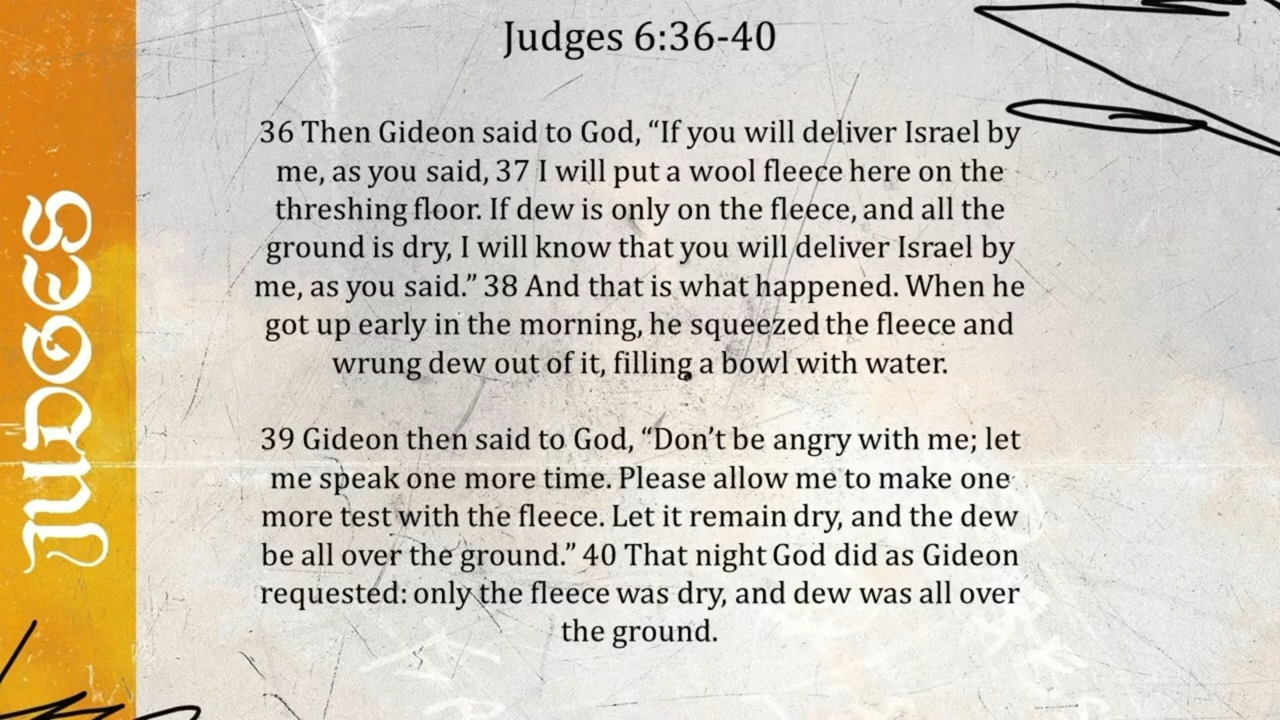 Judges 6:36-40
36 Then Gideon said to God, “If you will deliver Israel by
me, as you said, 37 I will put a wool fleece here on the
threshing floor. If dew is only on the fleece, and all the
ground is dry, I will know that you will deliver Israel by
me, as you said.” 38 And that is what happened. When he
got up early in the morning, he squeezed the fleece and
wrung dew out of it, filling a bowl with water.
39 Gideon then said to God, “Don’t be angry with me; let
me speak one more time. Please allow me to make one
more test with the fleece. Let it remain dry, and the dew
be all over the ground.” 40 That night God did as Gideon
requested: only the fleece was dry, and dew was all over
the ground.
JUDGES